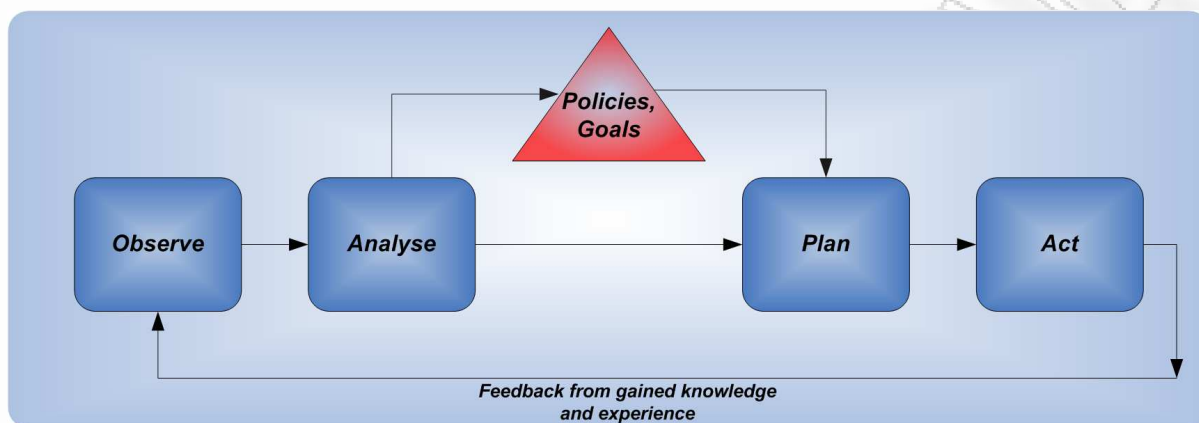 Policies,
Goals
Observe
Analyse
Plan
Act
Feedback from gained knowledge
and experience